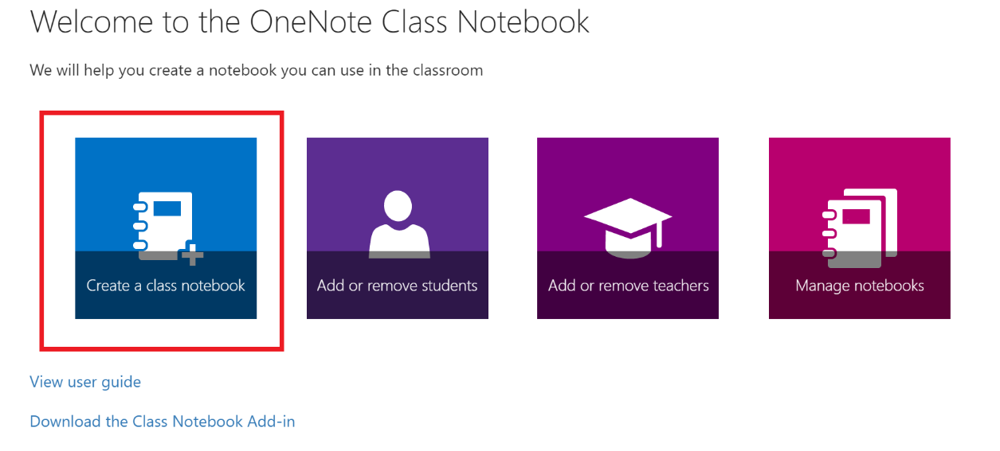 Welcome to the OneNote Class Notebook
We will help you create a notebook you can use in the classroom
Create a class notebook
Add or remove students
Add or remove teachers
Manage notebooks
View user guide
Download the Class Notebook Add-in